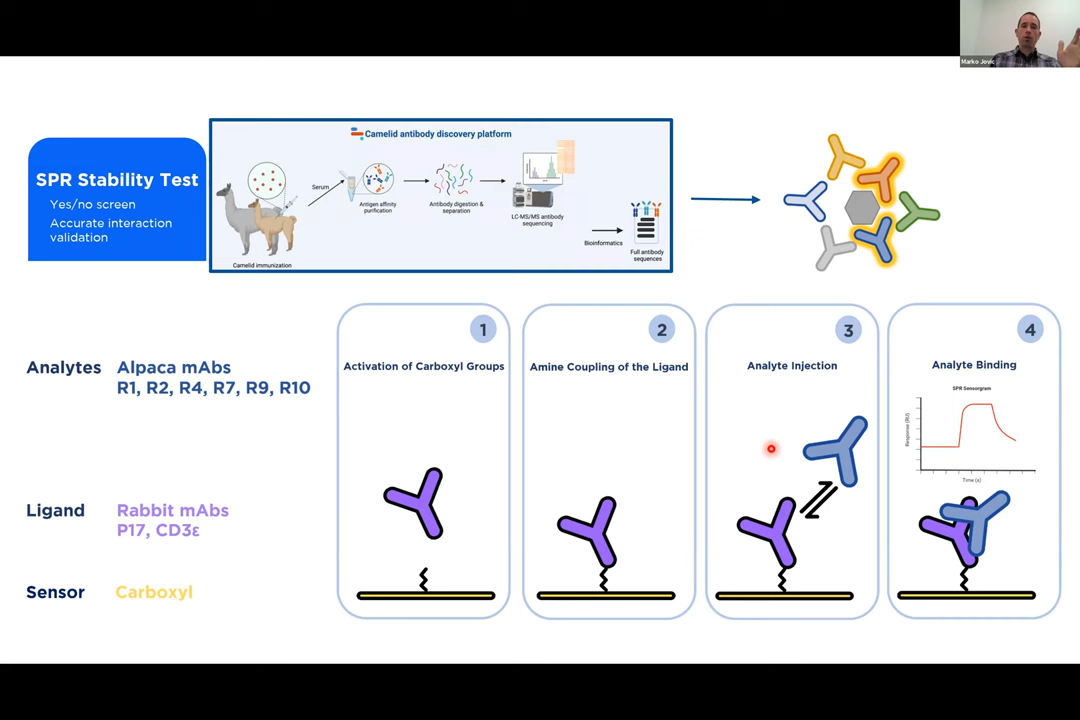 Marko Jovic
SPR Stability Test
Yes/no screen
Accurate interaction
validation
Camelid antibody discovery platform
Serum
Antigen affinity
purification
Antibody digestion &
separation
LC-MS/MS antibody
sequencing
Bioinformatics
Full antibody
sequences
Camelid immunization
Analytes
Alpaca mAbs
R1, R2, R4, R7, R9, R10
Ligand
Rabbit mAbs
P17, CD3ε
Sensor
Carboxyl
1
Activation of Carboxyl Groups
2
Amine Coupling of the Ligand
3
Analyte Injection
4
Analyte Binding
SPR Sensorgram
Response (RU)
Time (s)